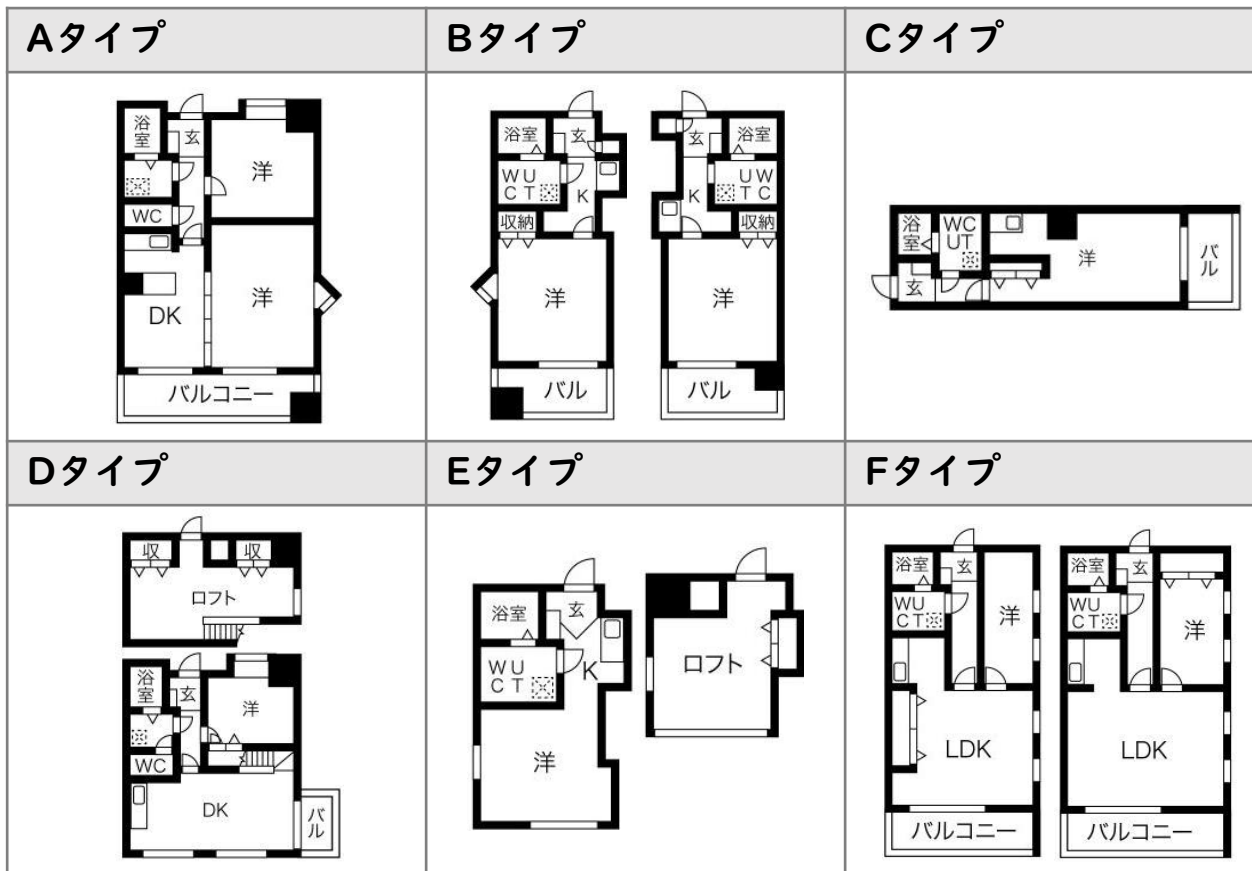 Aタイプ
Bタイプ
Cタイプ
浴室
玄
洋
WC
洋
DK
バルコニー
浴室
玄
WU
CT
K
収納
洋
バル
玄
浴室
UW
TC
K
収納
洋
バル
浴室
WC
UT
洋
玄
バル
Dタイプ
Eタイプ
Fタイプ
収
収
ロフト
浴室
玄
洋
WC
DK
バル
浴室
玄
WU
CT
K
洋
ロフト
浴室
玄
WU
CT
洋
LDK
バルコニー
浴室
玄
WU
CT
洋
LDK
バルコニー